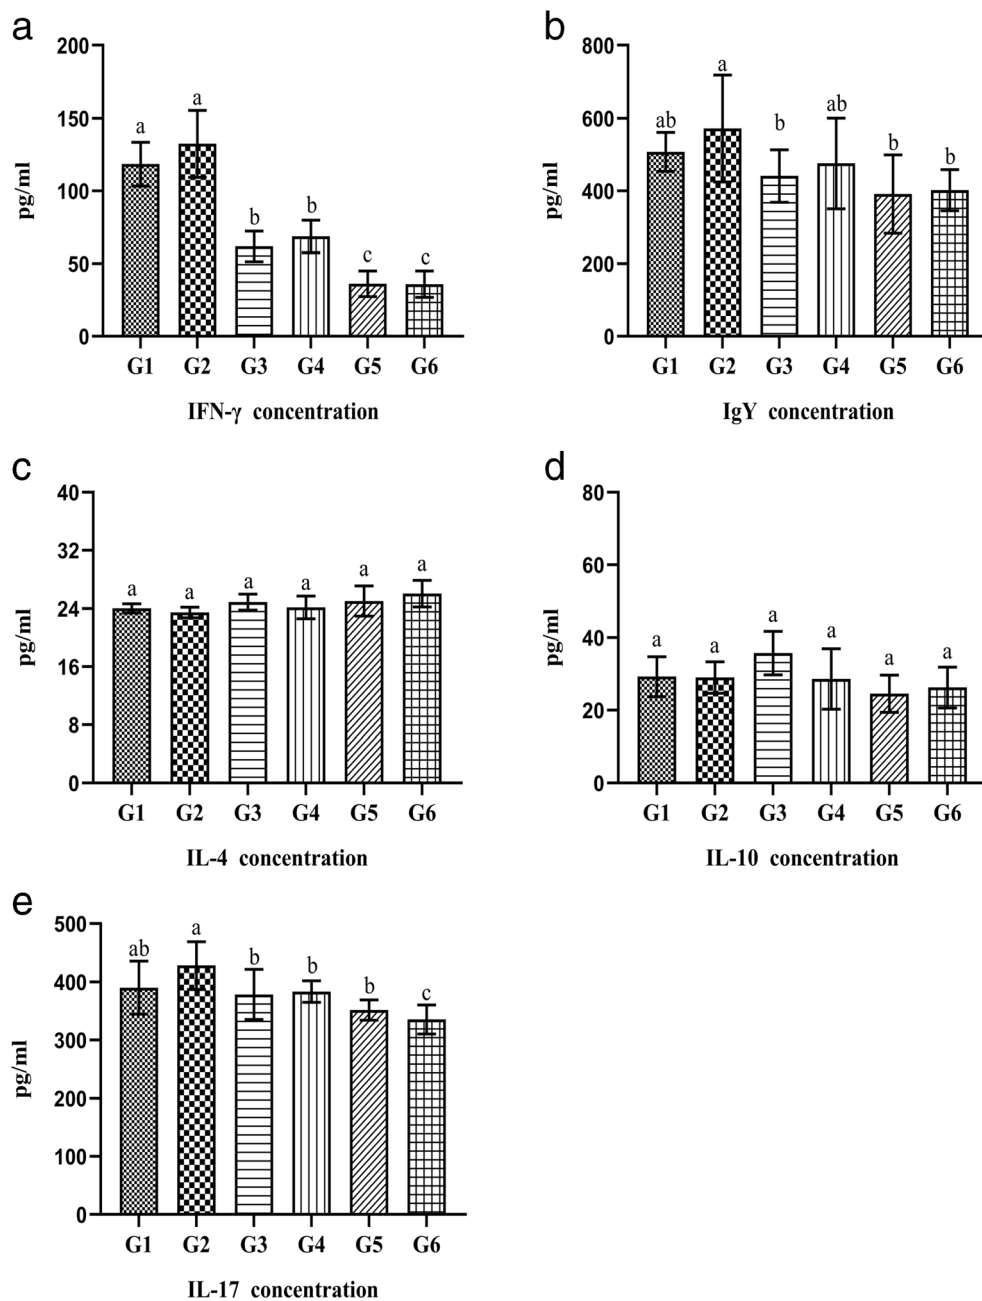 a
200
150
100
50
0
pg/ml
a a b b c c
G1 G2 G3 G4 G5 G6
IFN-γ concentration
b
800
600
400
200
0
pg/ml
ab a b ab b b
G1 G2 G3 G4 G5 G6
IgY concentration
c
40
32
24
16
8
0
pg/ml
a a a a a a
G1 G2 G3 G4 G5 G6
IL-4 concentration
d
80
60
40
20
0
pg/ml
a a a a a a
G1 G2 G3 G4 G5 G6
IL-10 concentration
e
500
400
300
200
100
0
pg/ml
ab a b b b c
G1 G2 G3 G4 G5 G6
IL-17 concentration